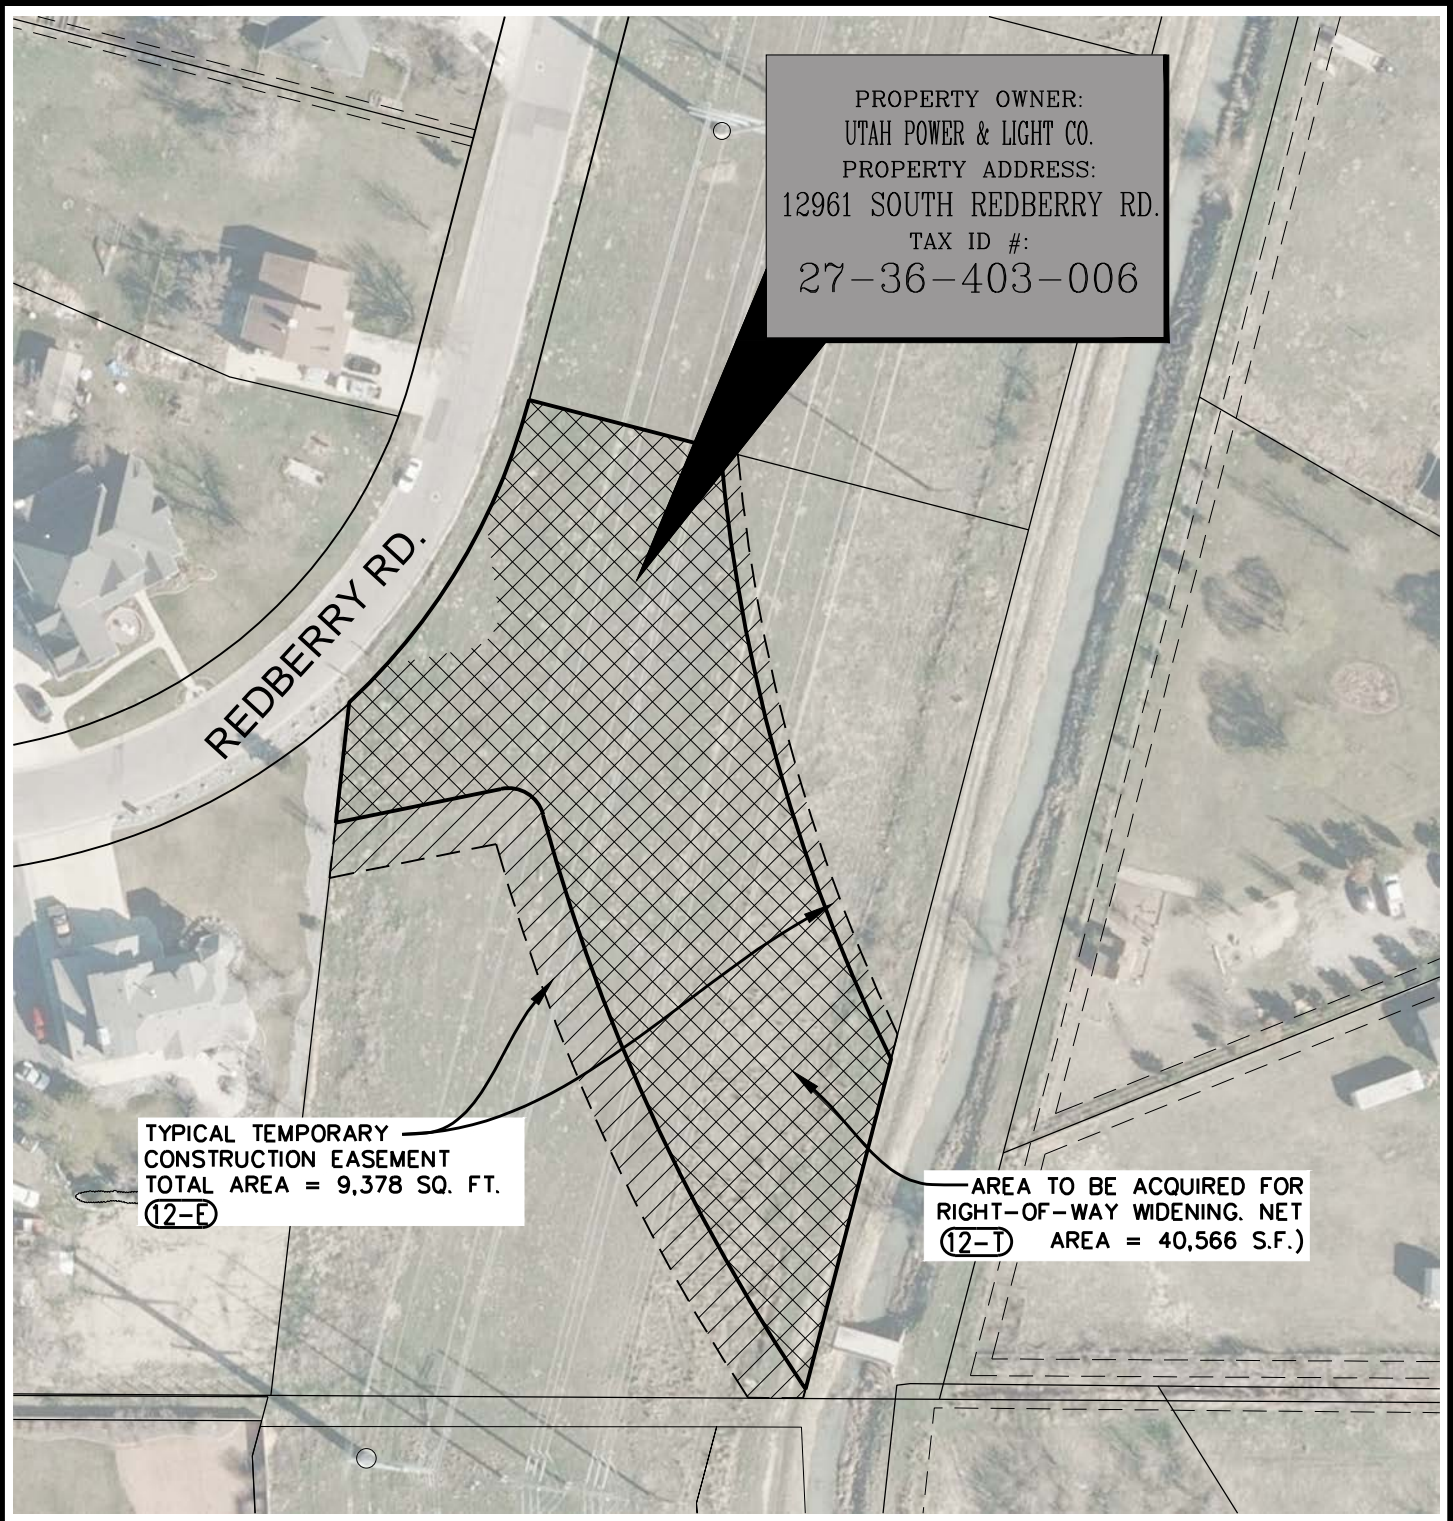 PROPERTY OWNER:
UTAH POWER & LIGHT CO.
PROPERTY ADDRESS:
12961 SOUTH REDBERRY RD.
TAX ID #:
27-36-403-006
REDBERRY RD.
TYPICAL TEMPORARY
CONSTRUCTION EASEMENT
TOTAL AREA = 9,378 SQ. FT.
12-E
AREA TO BE ACQUIRED FOR
RIGHT-OF-WAY WIDENING. NET
12-T AREA = 40,566 S.F.)